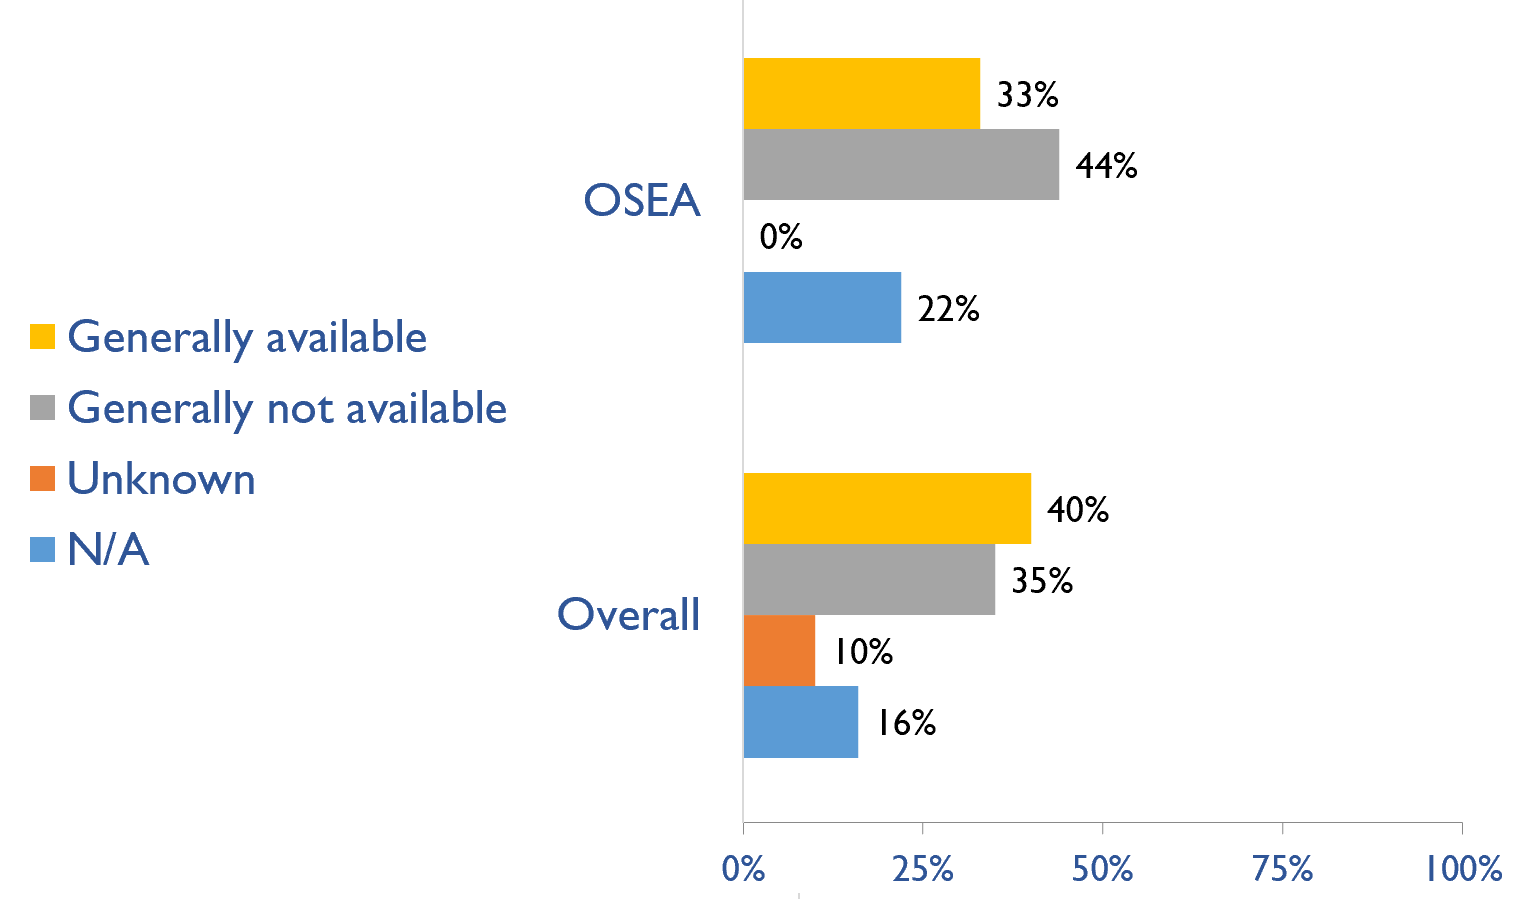 33%
44%
OSEA
0%
22%
Generally available
Generally not available
Unknown
N/A
40%
35%
Overall
10%
16%
0% 25% 50% 75% 100%